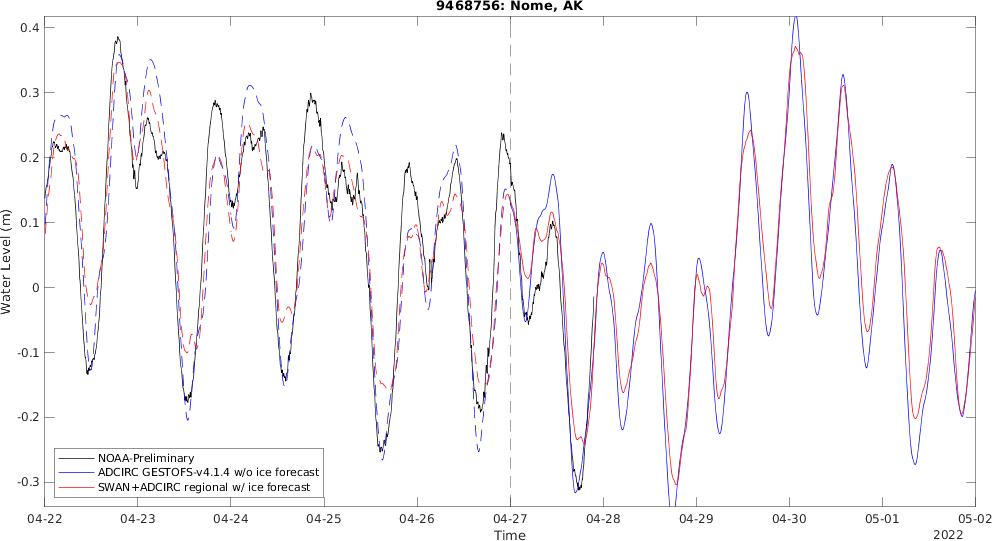 9468756: Nome, AK
Water Level (m)
0.4
0.3
0.2
0.1
0
-0.1
-0.2
-0.3
NOAA-Preliminary
ADCIRC GESTOFS-v4.1.4 w/o ice forecast
SWAN+ADCIRC regional w/ ice forecast
04-22 04-23 04-24 04-25 04-26 04-27 04-28 04-29 04-30 05-01 05-02
Time
2022